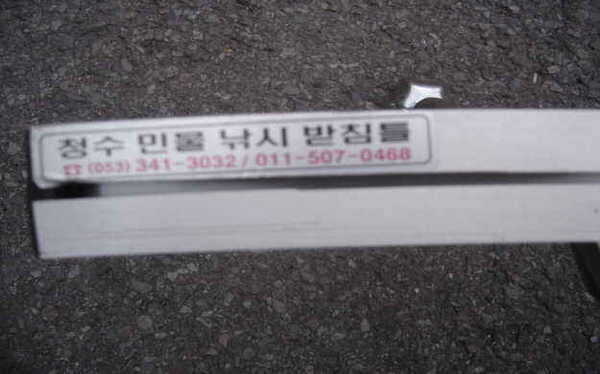 청수 민물 낚시 받침틀
☎ (053) 341-3032 / 011-507-0468